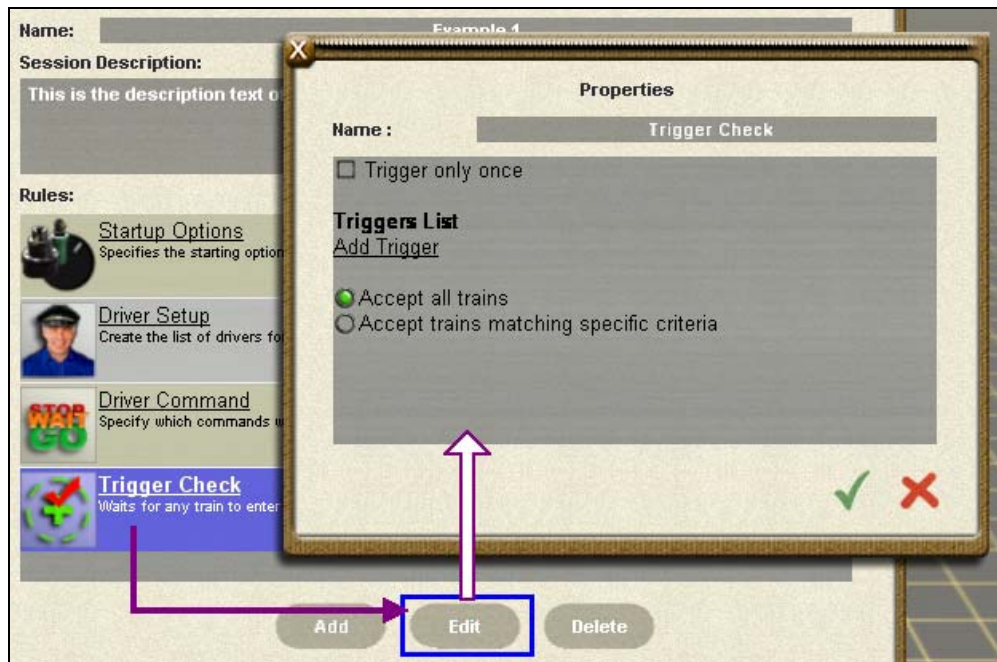 Name:
Example 1
Session Description:
This is the description text o
Rules:
Startup Options
Specifies the starting option
Driver Setup
Create the list of drivers fo
STOP
WAIT
GO
Driver Command
Specify which commands w
Trigger Check
Waits for any train to enter
Add
Edit
Delete
X
Properties
Name :
Trigger Check
Trigger only once
Triggers List
Add Trigger
Accept all trains
Accept trains matching specific criteria